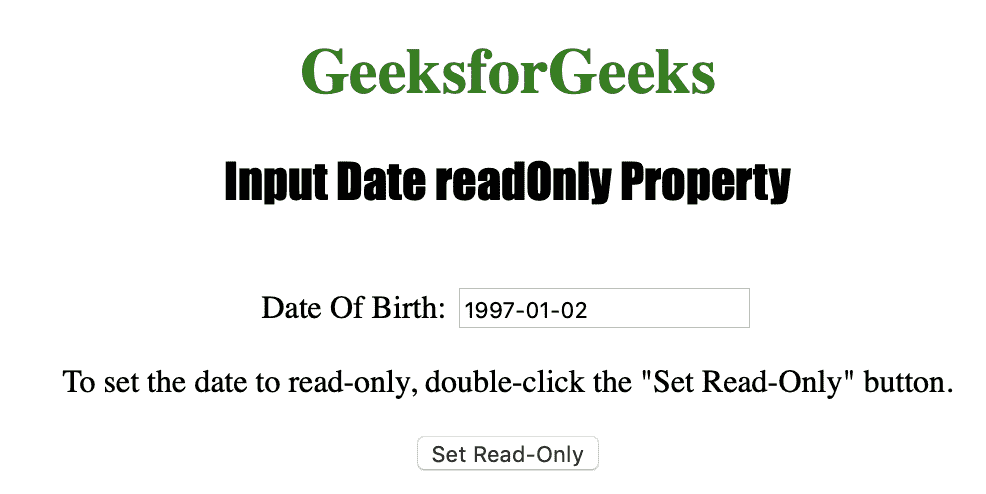 GeeksforGeeks
Input Date readOnly Property
Date Of Birth: 1997-01-02
To set the date to read-only, double-click the "Set Read-Only" button.
Set Read-Only